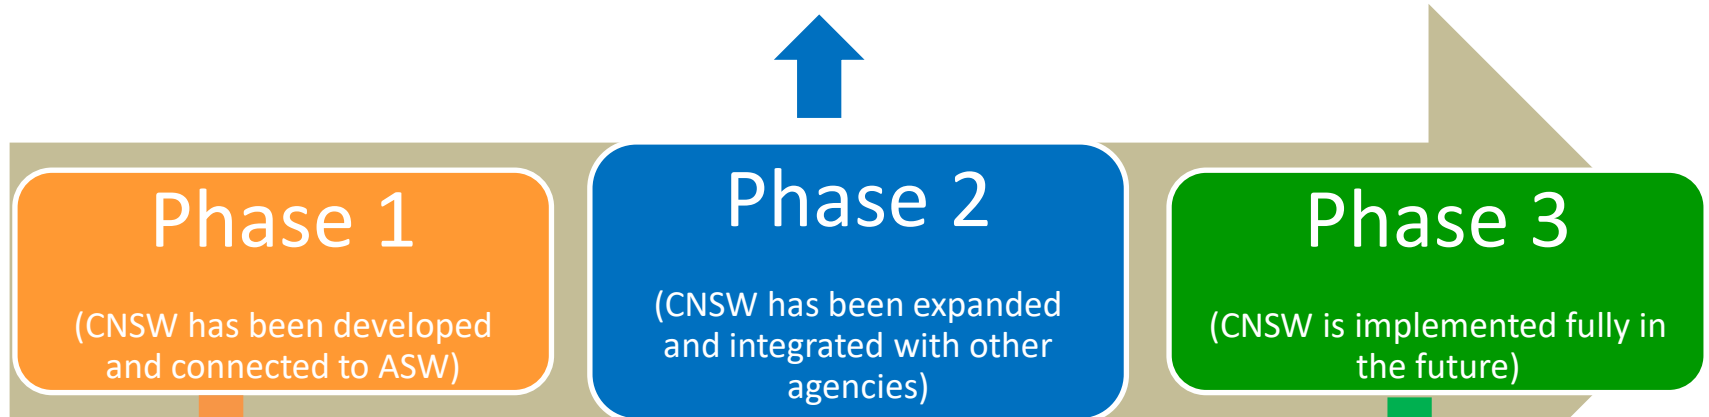 Phase 1
(CNSW has been developed
and connected to ASW)
Phase 2
(CNSW has been expanded
and integrated with other
agencies)
Phase 3
(CNSW is implemented fully in
the future)